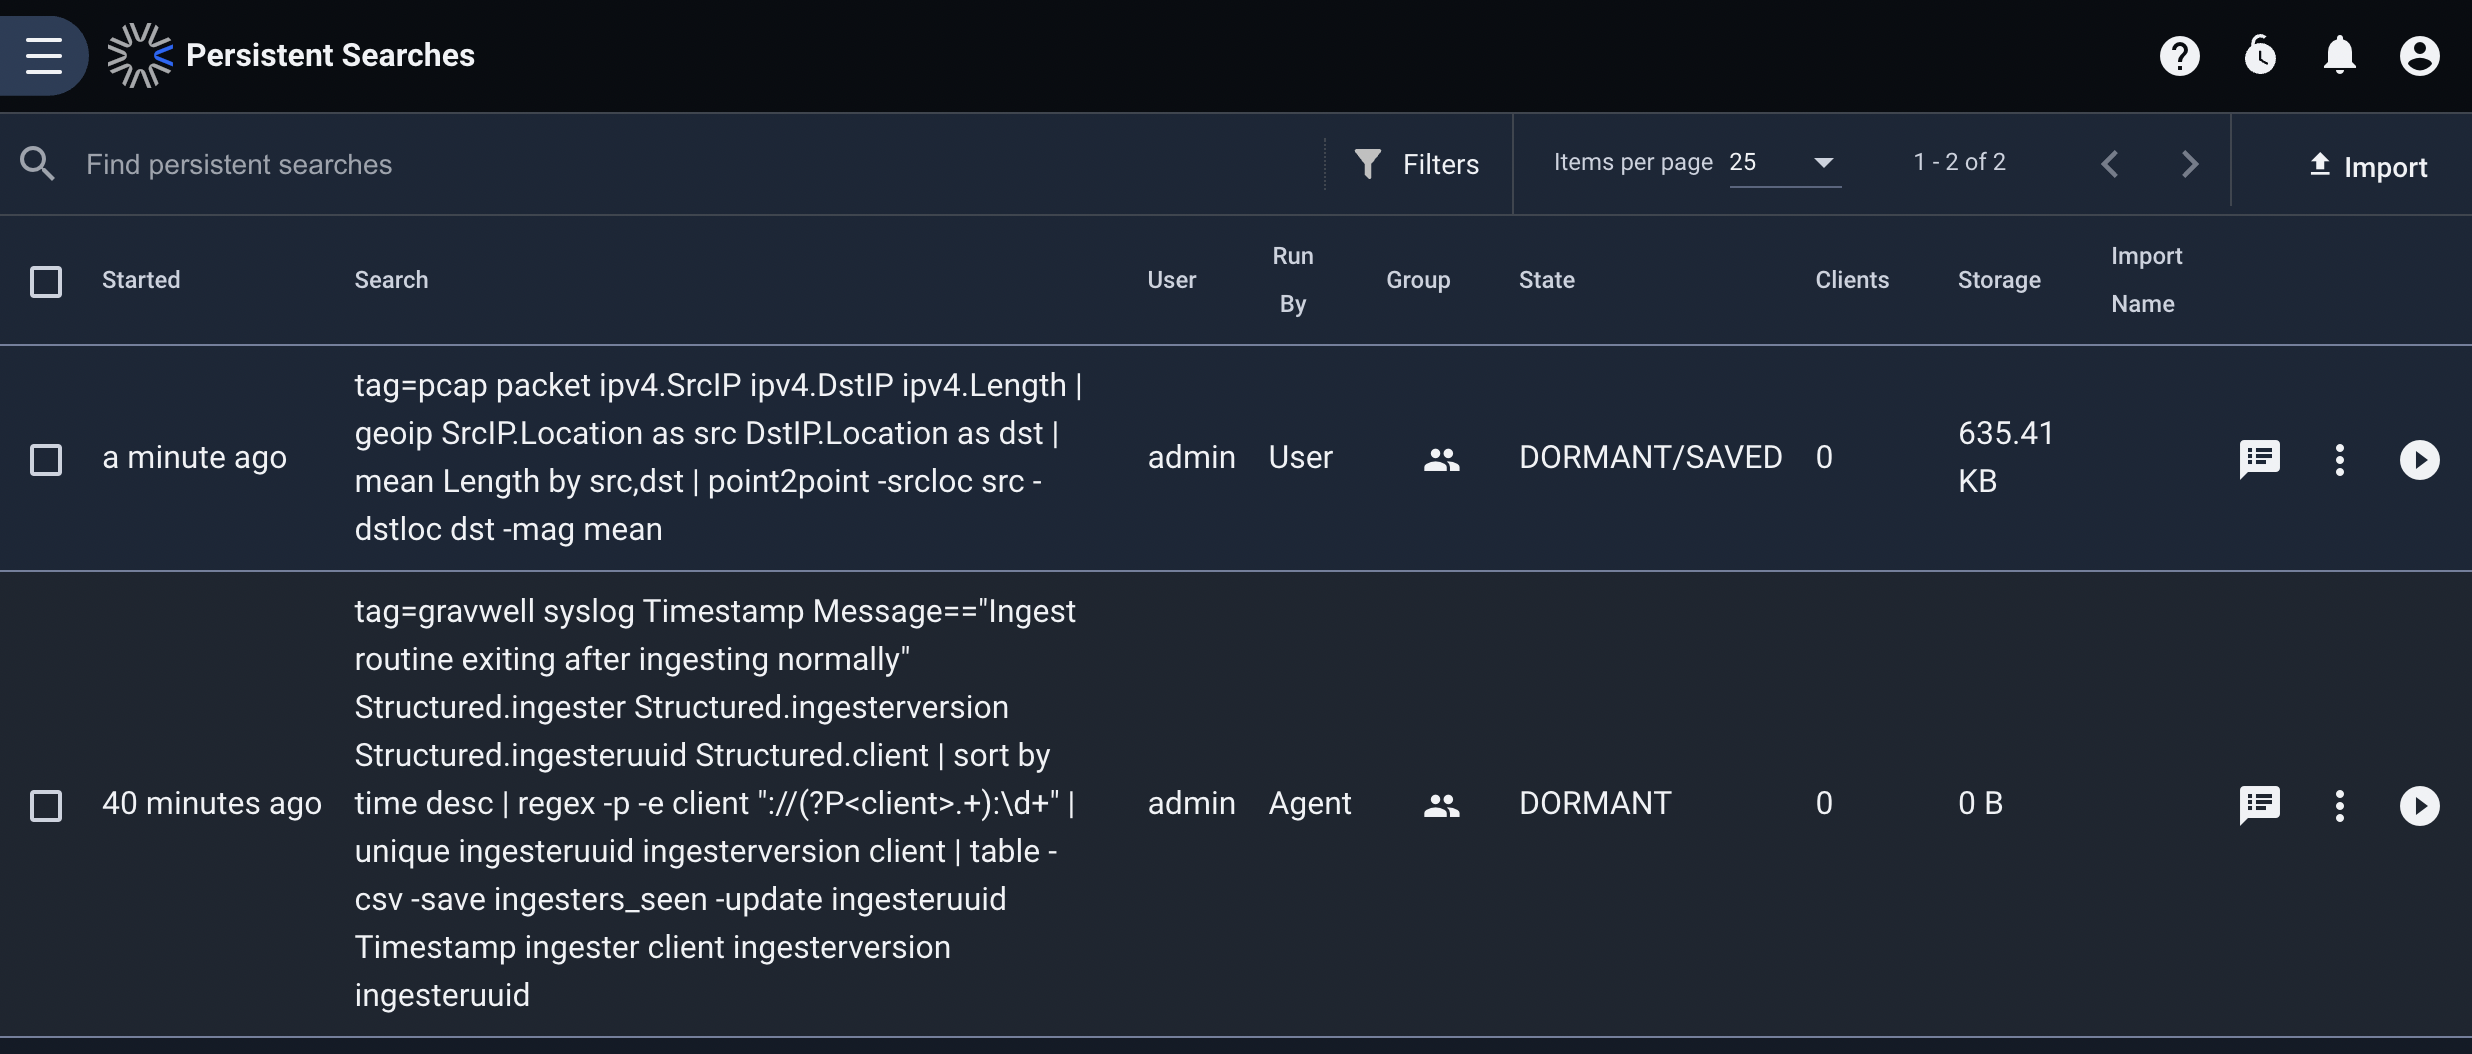 Persistent Searches
Find persistent searches
Filters
Items per page 25
1 - 2 of 2
Import
Started
Search
User
Run
By
Group
State
Clients
Storage
Import
Name
a minute ago
tag=pcap packet ipv4.SrcIP ipv4.DstIP ipv4.Length |
geoip SrcIP.Location as src DstIP.Location as dst |
mean Length by src,dst | point2point -srcloc src -
dstloc dst -mag mean
admin
User
DORMANT/SAVED
0
635.41
KB
40 minutes ago
tag=gravwell syslog Timestamp Message=="Ingest
routine exiting after ingesting normally"
Structured.ingester Structured.ingesterversion
Structured.ingesteruuid Structured.client | sort by
time desc | regex -p -e client "://(?P<client>.+):\d+" |
unique ingesteruuid ingesterversion client | table -
csv -save ingesters_seen -update ingesteruuid
Timestamp ingester client ingesterversion
ingesteruuid
admin
Agent
DORMANT
0
0 B